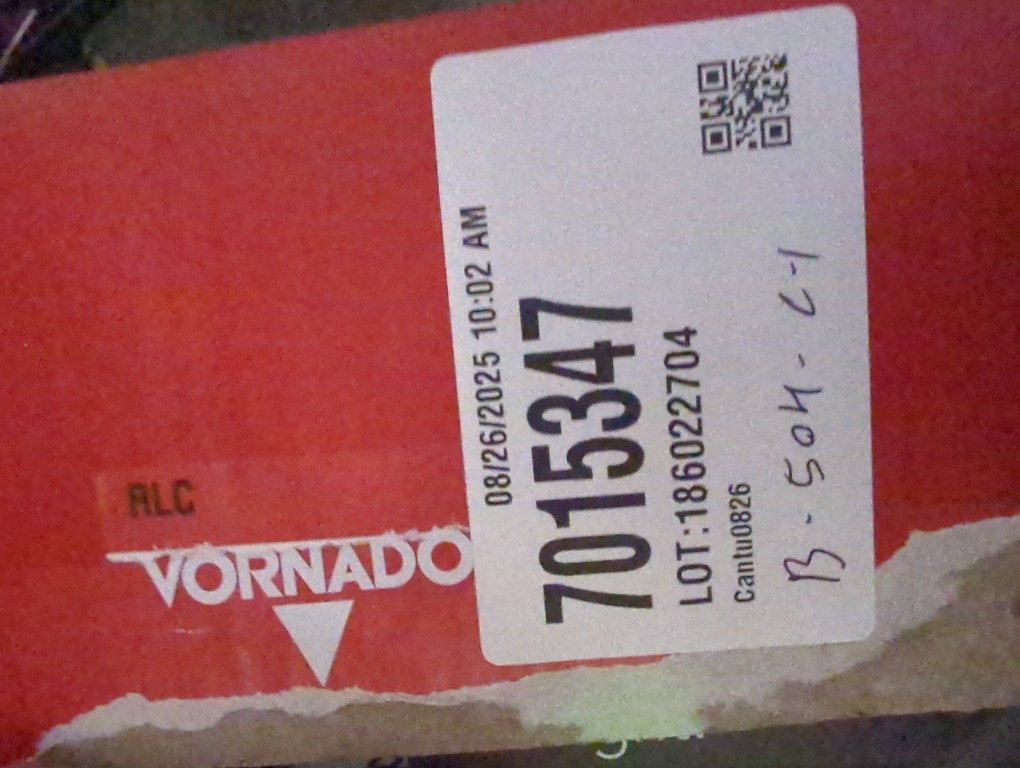 RLC
VORNADO
08/26/2025 10:02 AM
7015347
LOT:186022704
Cantu0826
B-504-C-1